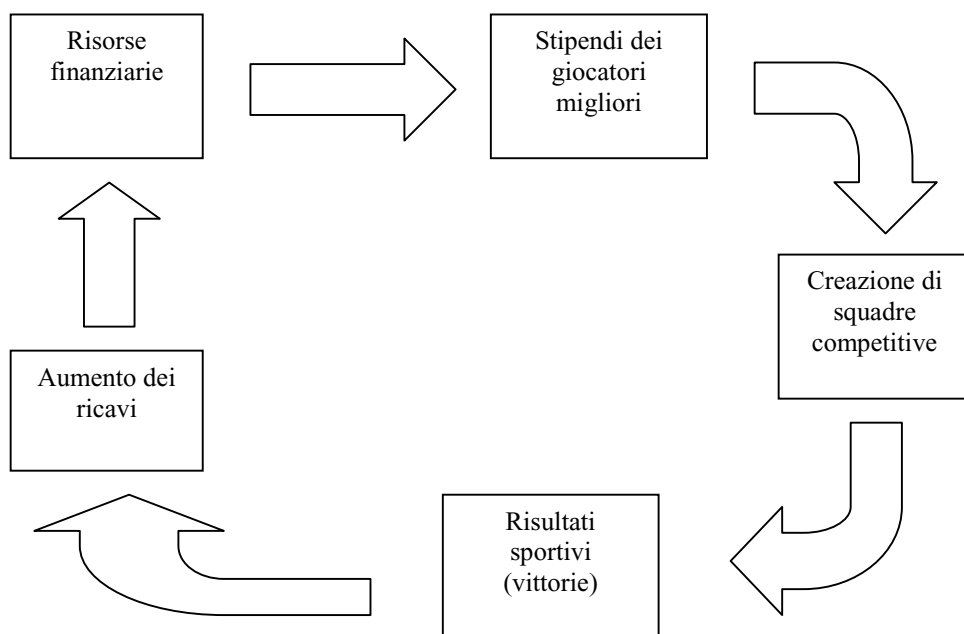 Risorse
finanziarie
Stipendi dei
giocatori
migliori
Creazione di
squadre
competitive
Aumento dei
ricavi
Risultati
sportivi
(vittorie)